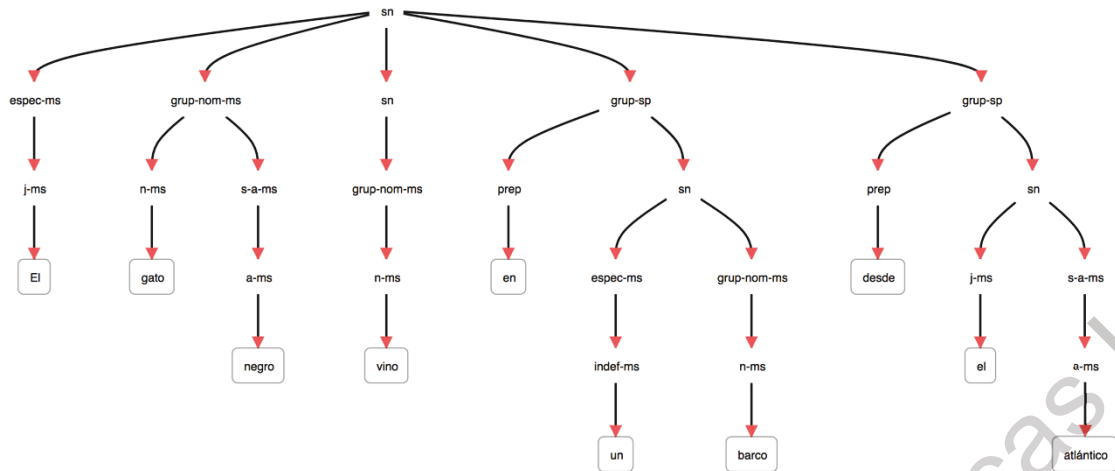 sn
espec-ms grup-nom-ms sn grup-sp grup-sp
j-ms n-ms s-a-ms grup-nom-ms prep sn prep sn
El gato a-ms n-ms en espec-ms grup-nom-ms desde j-ms s-a-ms
negro vino indef-ms n-ms el a-ms
un barco atlántico